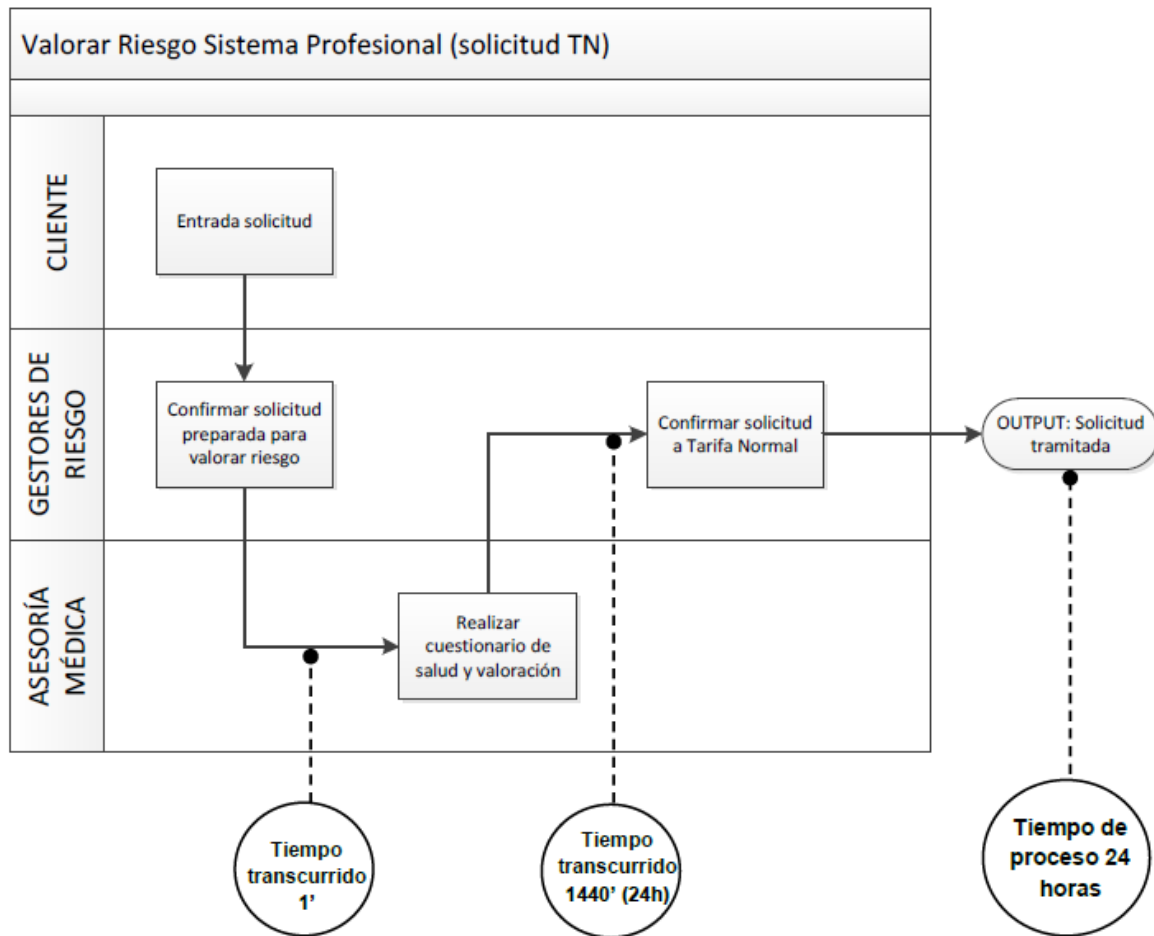 Valorar Riesgo Sistema Profesional (solicitud TN)
CLIENTE
Entrada solicitud
GESTORES DE
RIESGO
Confirmar solicitud
preparada para
valorar riesgo
Confirmar solicitud
a Tarifa Normal
OUTPUT: Solicitud
tramitada
ASESORÍA
MÉDICA
Realizar
cuestionario de
salud y valoración
Tiempo
transcurrido
1’
Tiempo
transcurrido
1440’ (24h)
Tiempo de
proceso 24
horas